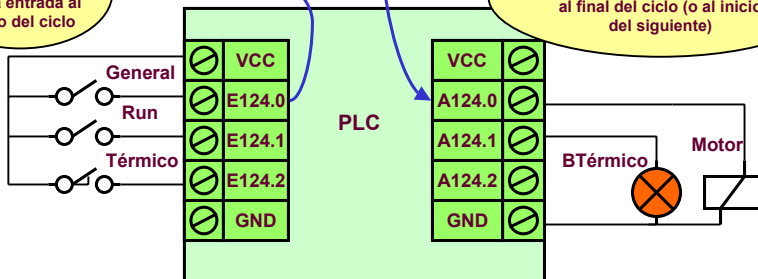 entrada al
del ciclo
al final del ciclo (o al inicio
del siguiente)
General
Run
Térmico
VCC
E124.0
E124.1
E124.2
GND
PLC
VCC
A124.0
A124.1
A124.2
GND
BTérmico
Motor